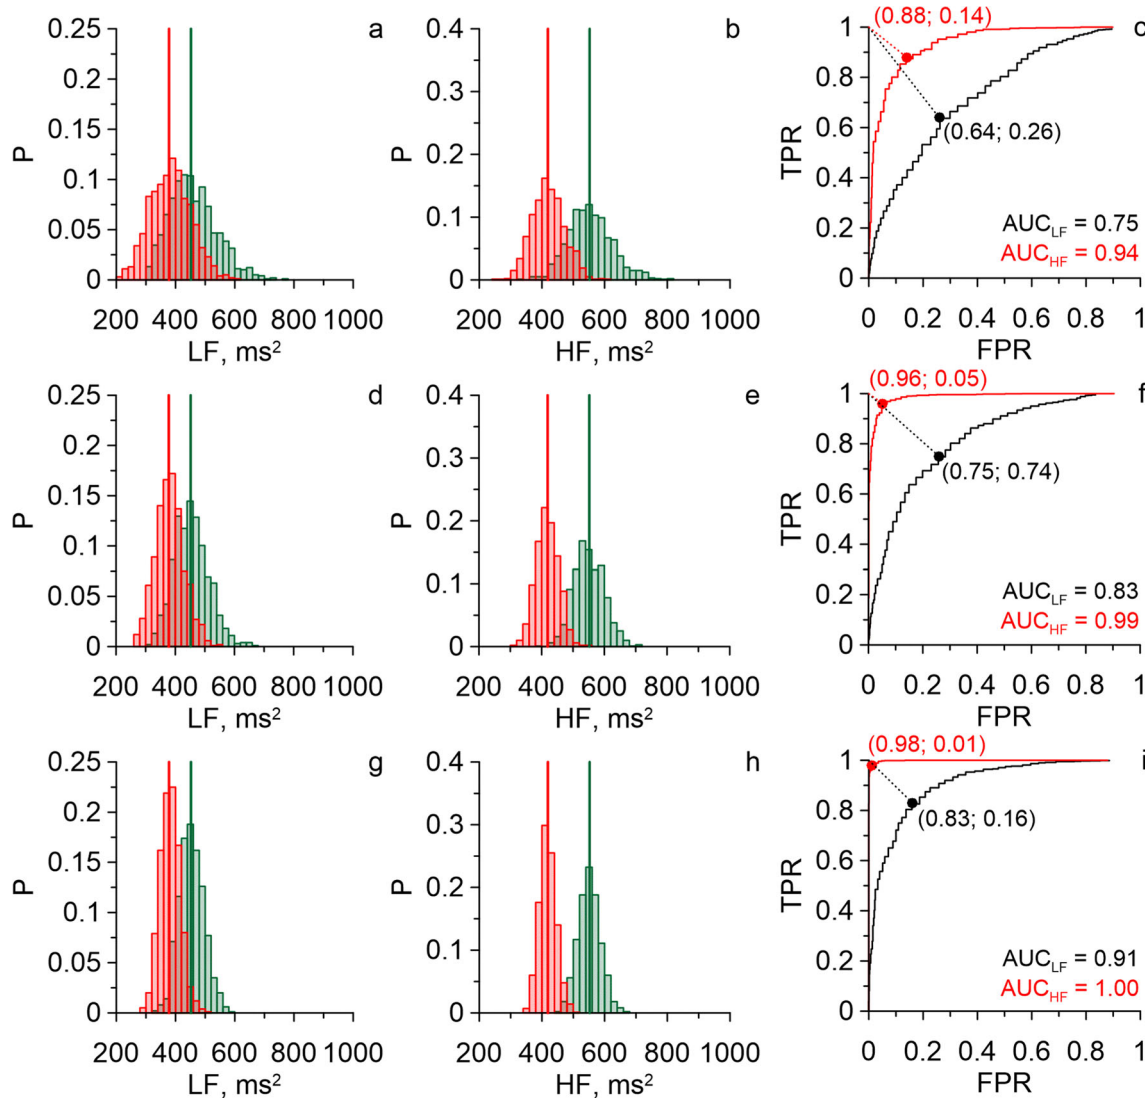 a
0.25
0.2
0.15
0.1
0.05
0
P
200 400 600 800 1000
LF, ms²
b
0.4
0.3
0.2
0.1
0
P
200 400 600 800 1000
HF, ms²
c
(0.88; 0.14)
1
0.8
0.6
0.4
0.2
0
TPR
(0.64; 0.26)
AUC_LF = 0.75
AUC_HF = 0.94
0 0.2 0.4 0.6 0.8 1
FPR
d
0.25
0.2
0.15
0.1
0.05
0
P
200 400 600 800 1000
LF, ms²
e
0.4
0.3
0.2
0.1
0
P
200 400 600 800 1000
HF, ms²
f
(0.96; 0.05)
1
0.8
0.6
0.4
0.2
0
TPR
(0.75; 0.74)
AUC_LF = 0.83
AUC_HF = 0.99
0 0.2 0.4 0.6 0.8 1
FPR
g
0.25
0.2
0.15
0.1
0.05
0
P
200 400 600 800 1000
LF, ms²
h
0.4
0.3
0.2
0.1
0
P
200 400 600 800 1000
HF, ms²
i
(0.98; 0.01)
1
0.8
0.6
0.4
0.2
0
TPR
(0.83; 0.16)
AUC_LF = 0.91
AUC_HF = 1.00
0 0.2 0.4 0.6 0.8 1
FPR